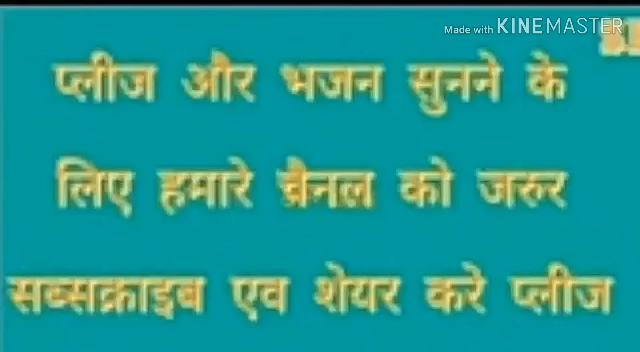 Made with KINEMASTER
प्लीज और भजन सुनने के
लिए हमारे चैनल को जरुर
सब्सक्राइब एव शेयर करे प्लीज